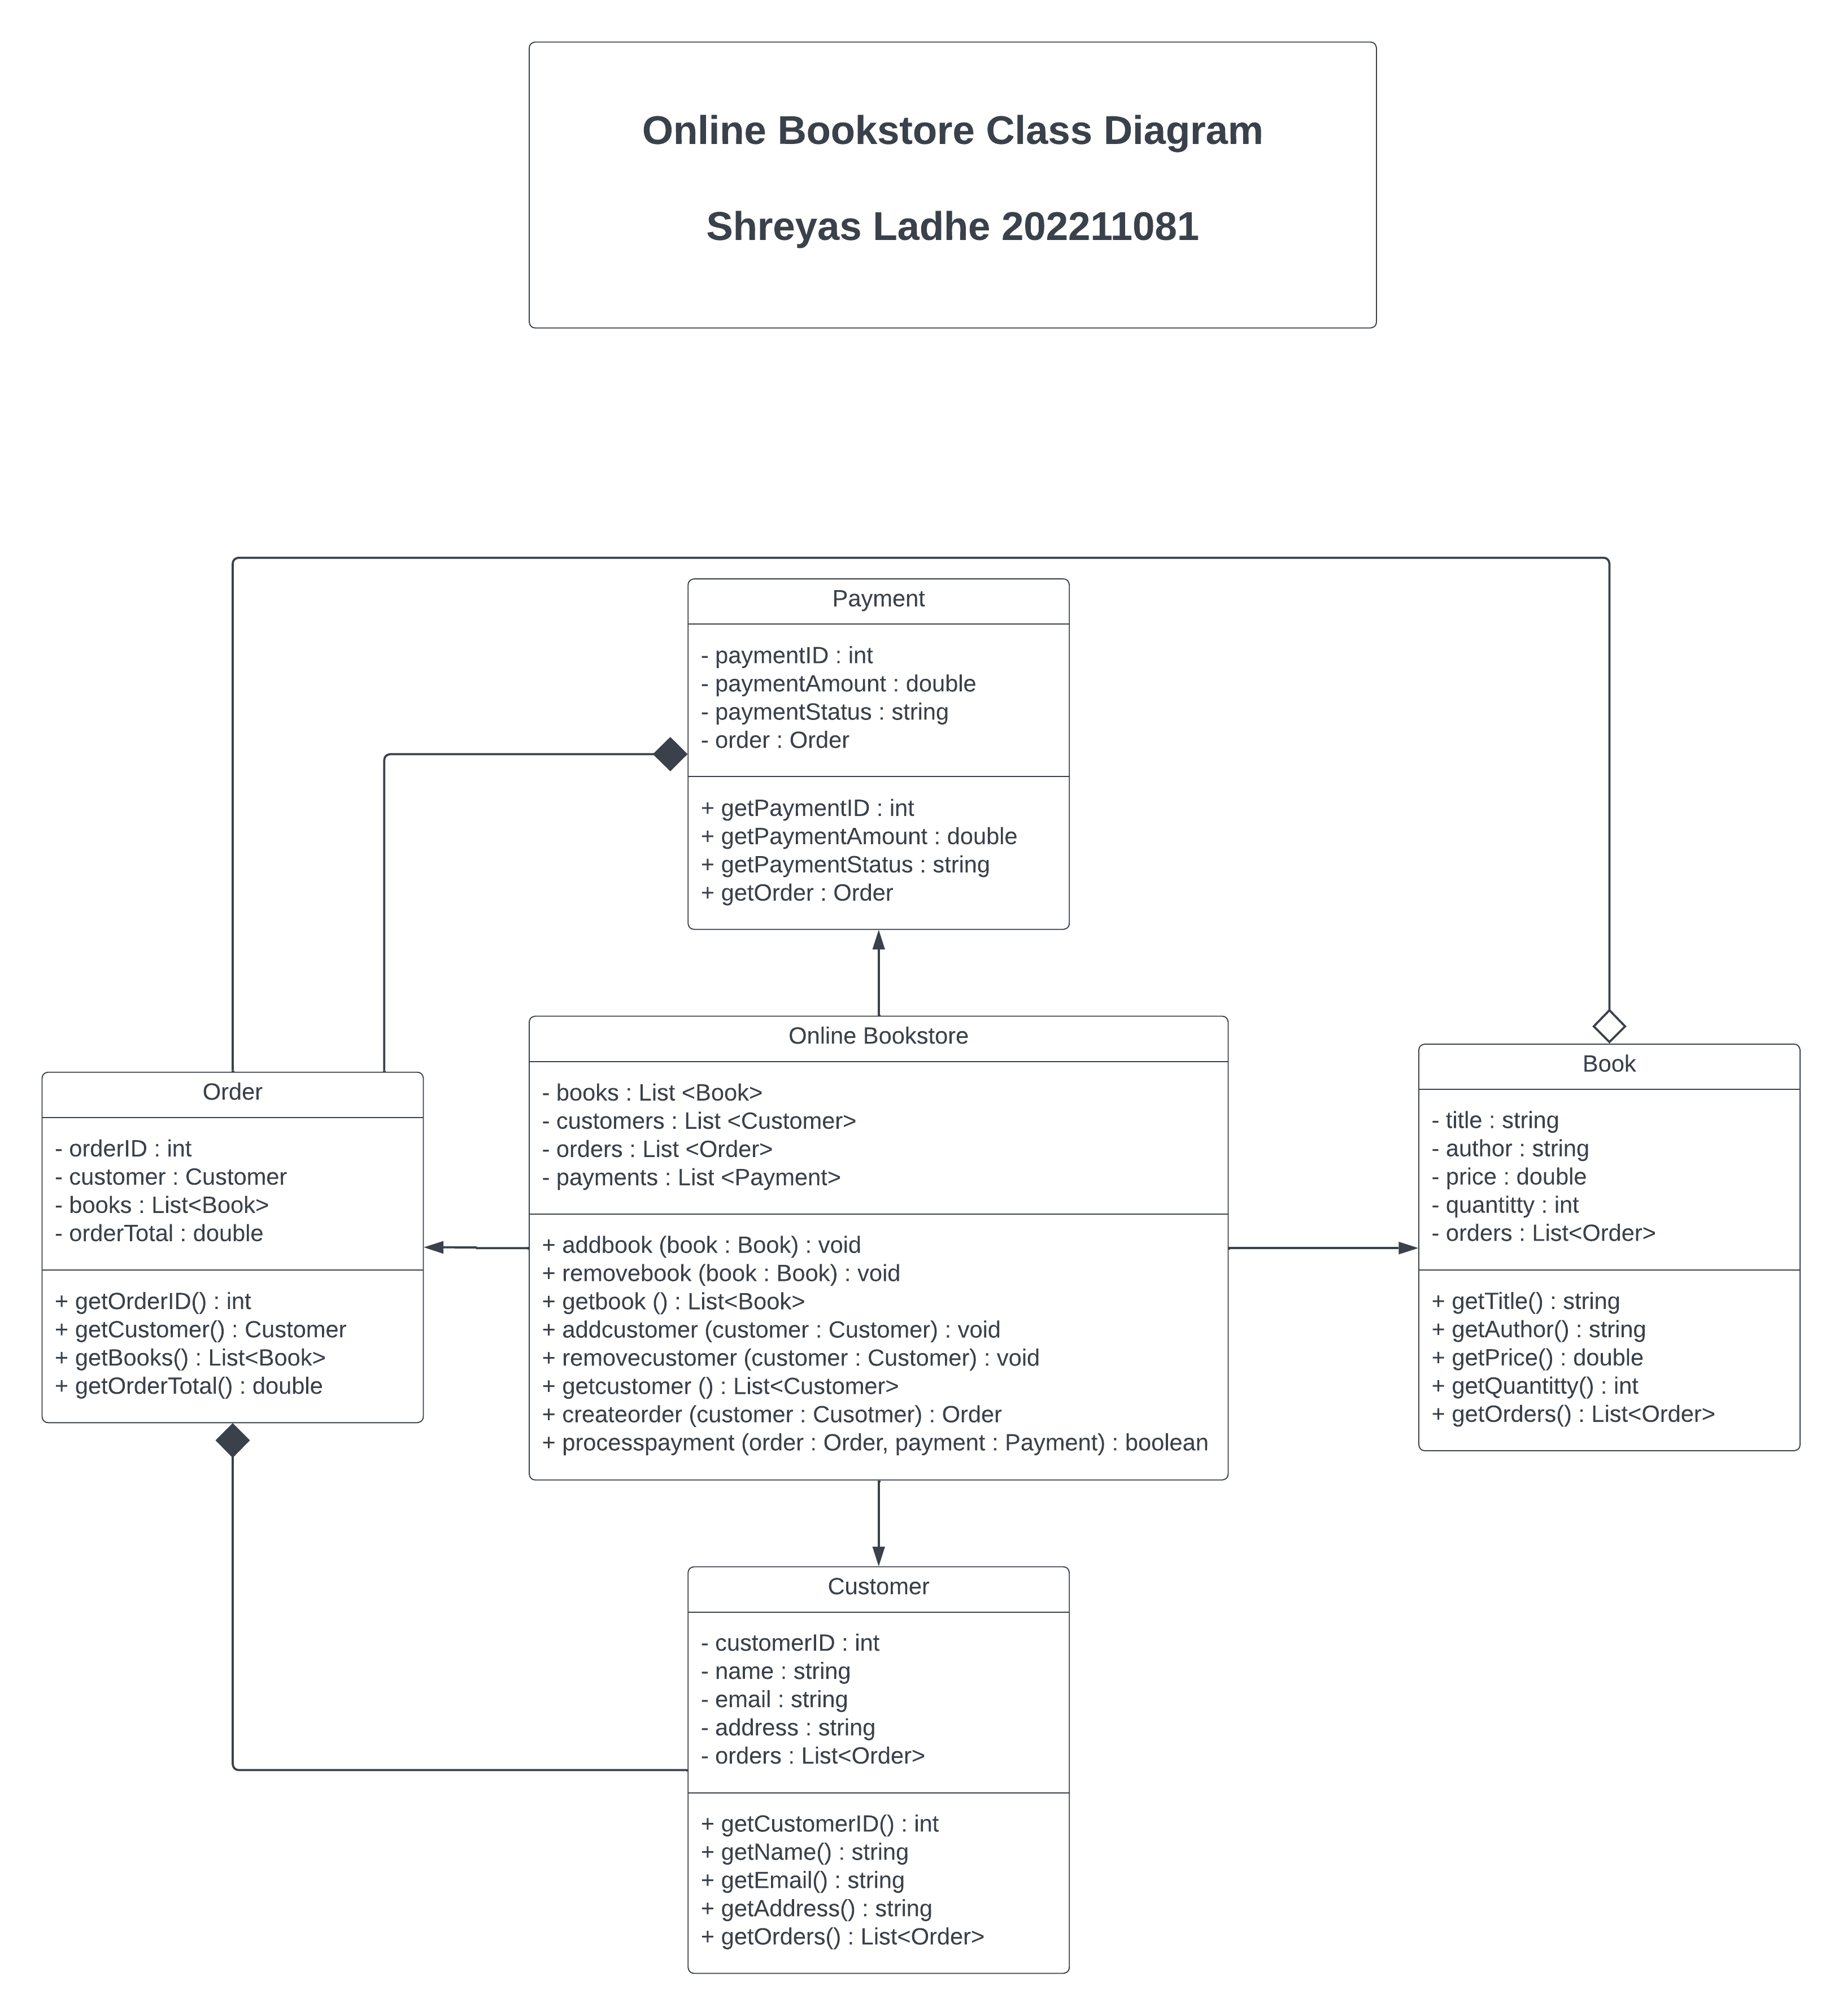 Online Bookstore Class Diagram
Shreyas Ladhe 202211081
Payment
- paymentID : int
- paymentAmount : double
- paymentStatus : string
- order : Order
+ getPaymentID : int
+ getPaymentAmount : double
+ getPaymentStatus : string
+ getOrder : Order
Order
- orderID : int
- customer : Customer
- books : List<Book>
- orderTotal : double
+ getOrderID() : int
+ getCustomer() : Customer
+ getBooks() : List<Book>
+ getOrderTotal() : double
Online Bookstore
- books : List <Book>
- customers : List <Customer>
- orders : List <Order>
- payments : List <Payment>
+ addbook (book : Book) : void
+ removebook (book : Book) : void
+ getbook () : List<Book>
+ addcustomer (customer : Customer) : void
+ removecustomer (customer : Customer) : void
+ getcustomer () : List<Customer>
+ createorder (customer : Cusotmer) : Order
+ processpayment (order : Order, payment : Payment) : boolean
Book
- title : string
- author : string
- price : double
- quantitty : int
- orders : List<Order>
+ getTitle() : string
+ getAuthor() : string
+ getPrice() : double
+ getQuantitty() : int
+ getOrders() : List<Order>
Customer
- customerID : int
- name : string
- email : string
- address : string
- orders : List<Order>
+ getCustomerID() : int
+ getName() : string
+ getEmail() : string
+ getAddress() : string
+ getOrders() : List<Order>